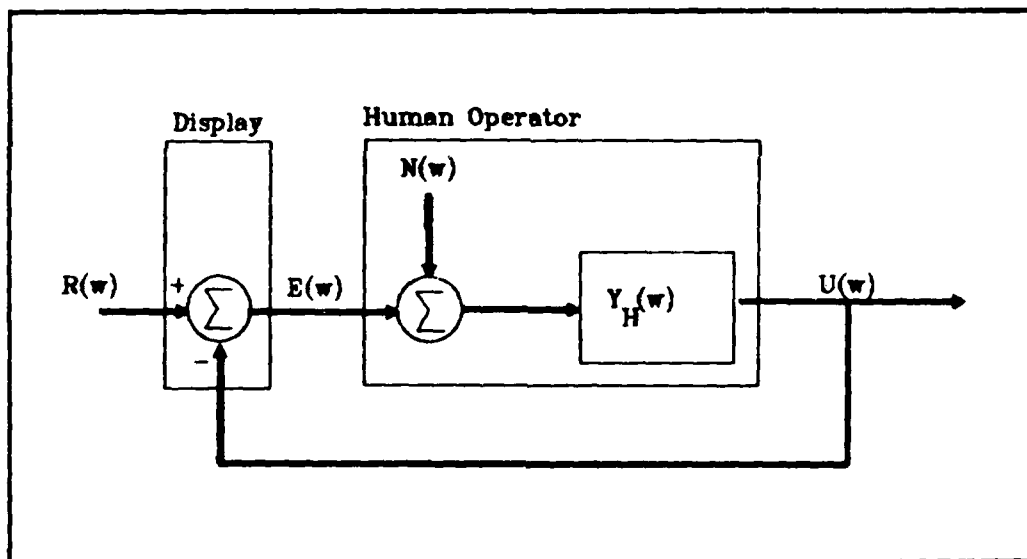 Display
Human Operator
N(w)
R(w)
+
Σ
E(w)
Σ
Y_H(w)
U(w)
−